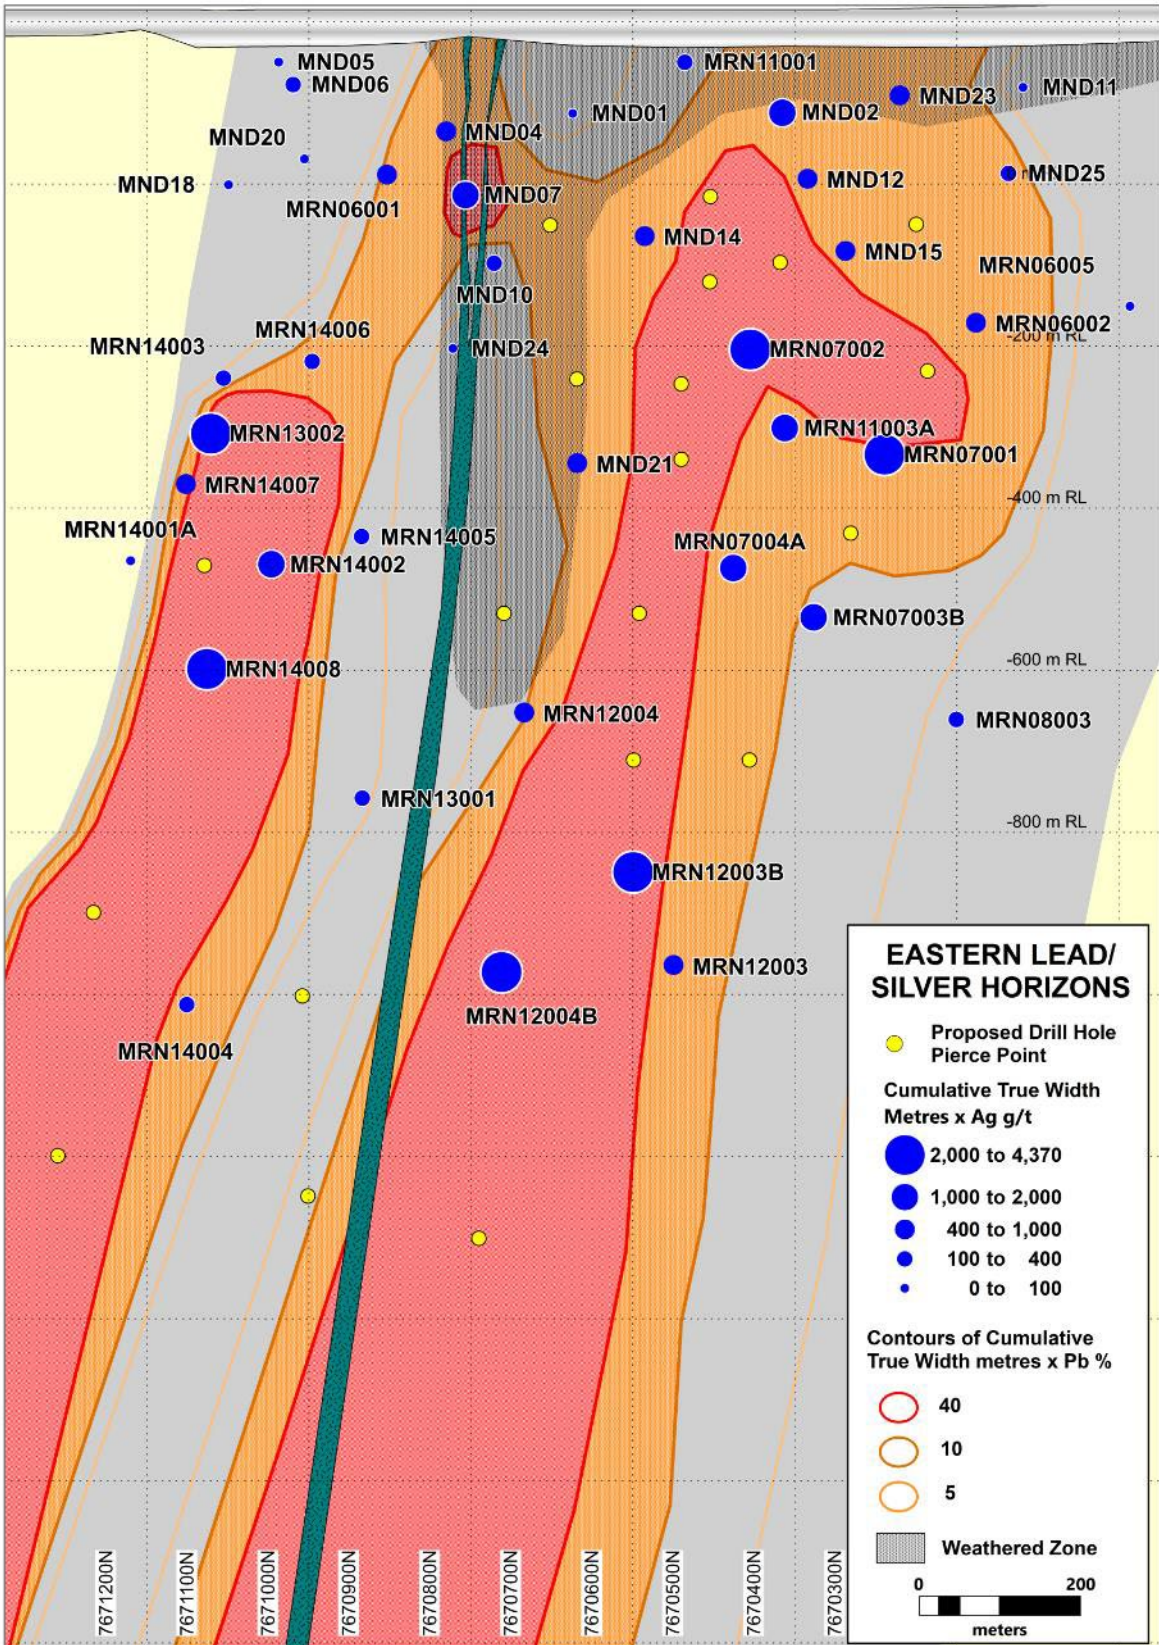 MND05
MND06
MRN11001
MND11
MND23
MND01
MND02
MND20
MND04
MND18
MRN06001
MND07
MND12
MND25
MND14
MND15
MRN06005
MND10
MRN14006
MRN14003
MND24
MRN07002
MRN06002
-200 m RL
MRN13002
MRN11003A
MRN07001
MRN14007
MND21
-400 m RL
MRN14001A
MRN14005
MRN07004A
MRN14002
MRN07003B
MRN14008
-600 m RL
MRN12004
MRN08003
MRN13001
-800 m RL
MRN12003B
MRN12003
MRN12004B
MRN14004
EASTERN LEAD/
SILVER HORIZONS
Proposed Drill Hole
Pierce Point
Cumulative True Width
Metres x Ag g/t
2,000 to 4,370
1,000 to 2,000
400 to 1,000
100 to 400
0 to 100
Contours of Cumulative
True Width metres x Pb %
40
10
5
Weathered Zone
0 200
meters
7671200N
7671100N
7671000N
7670900N
7670800N
7670700N
7670600N
7670500N
7670400N
7670300N